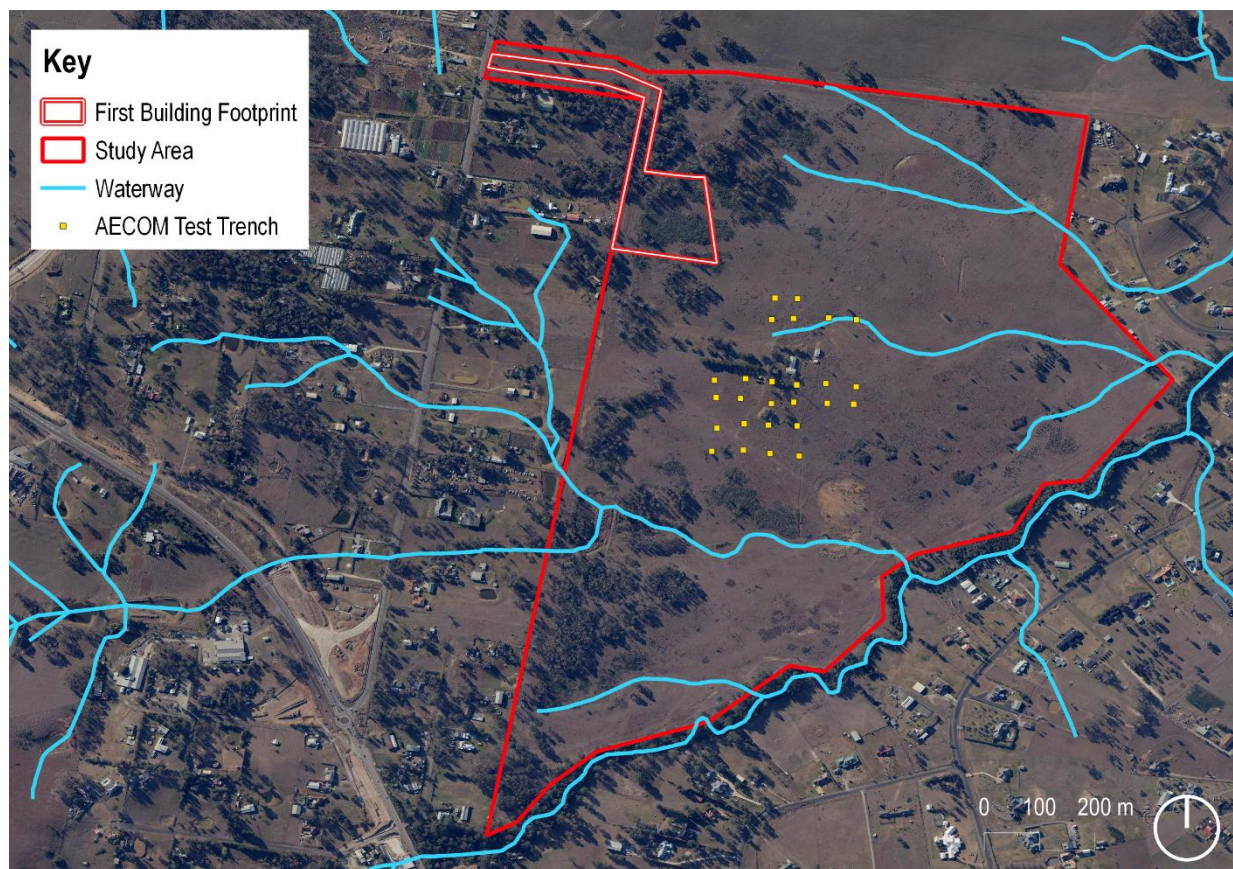 Key
First Building Footprint
Study Area
Waterway
AECOM Test Trench
0 100 200 m